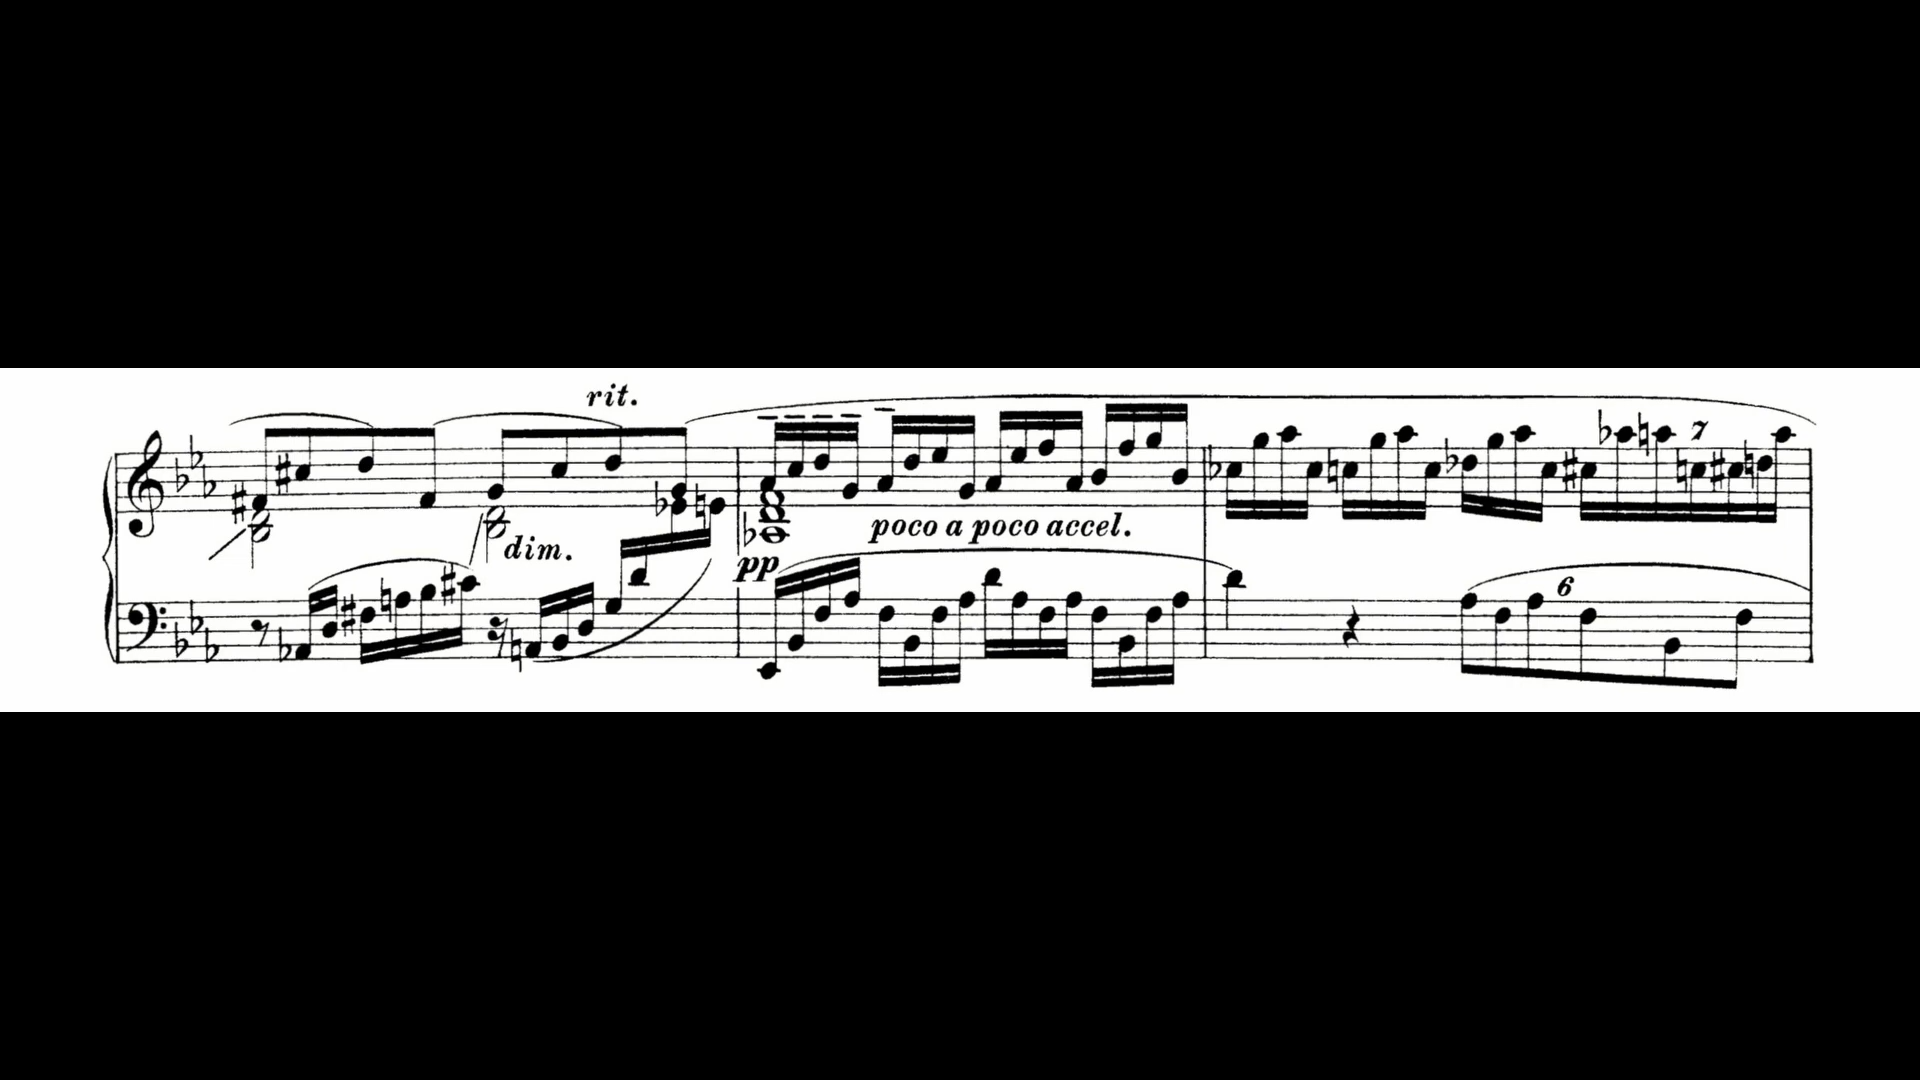 rit.
dim.
pp
poco a poco accel.
7
6